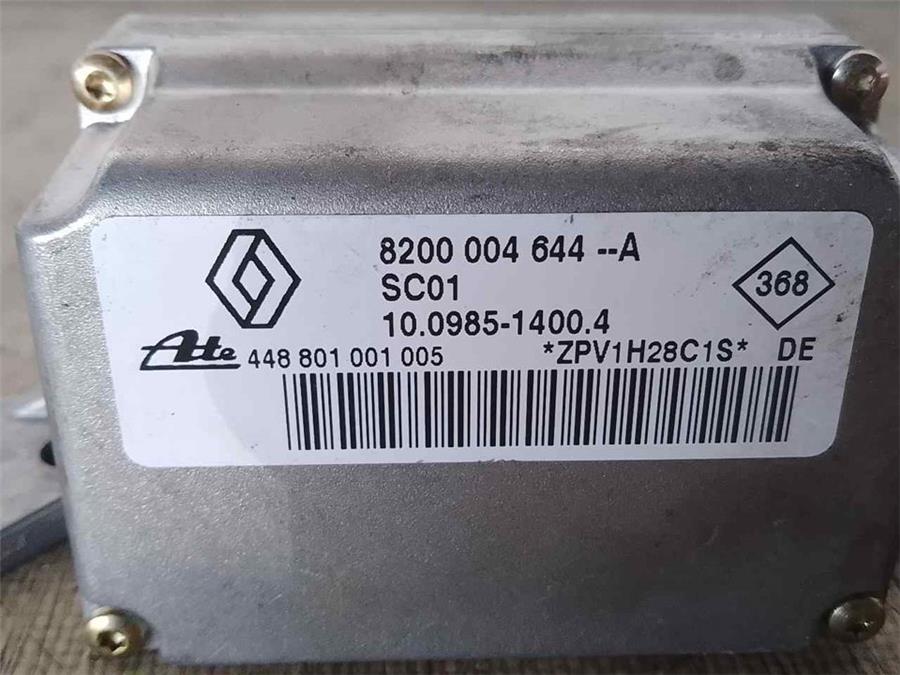 8200 004 644 --A
SC01
368
10.0985-1400.4
Ate 448 801 001 005 *ZPV1H28C1S* DE